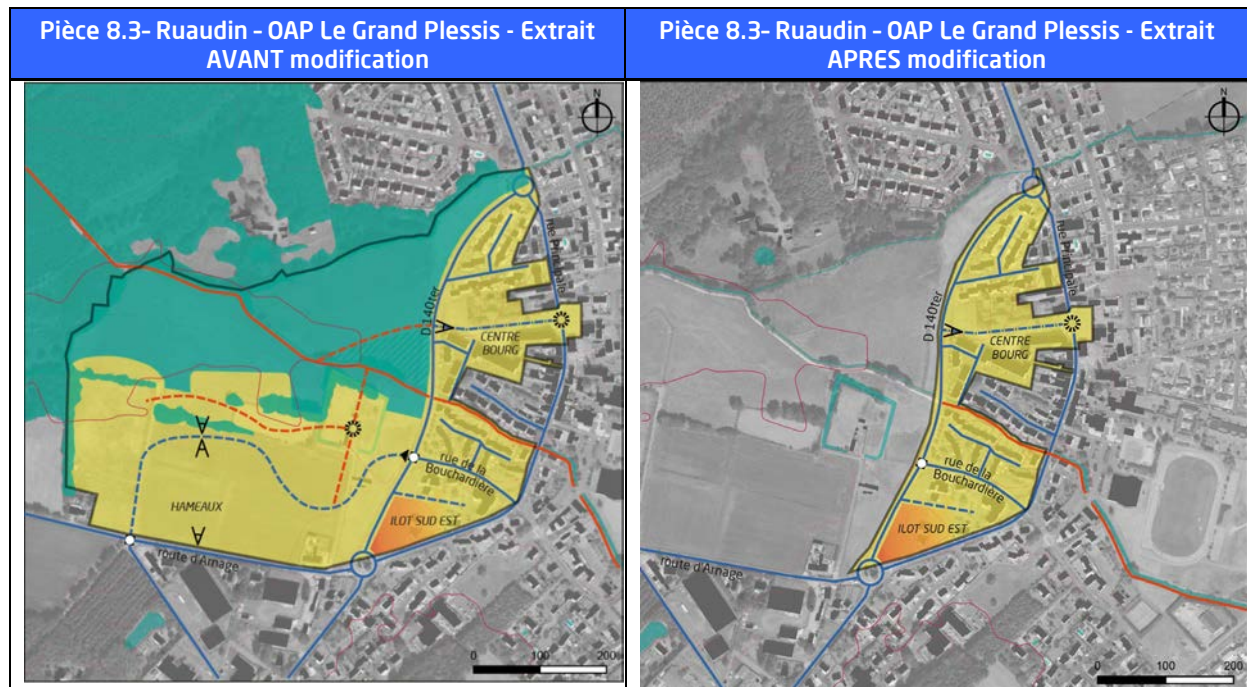 Pièce 8.3- Ruaudin – OAP Le Grand Plessis - Extrait
AVANT modification
Pièce 8.3- Ruaudin – OAP Le Grand Plessis - Extrait
APRES modification
N
rue Principale
D 140ter
CENTRE
BOURG
rue de la
Bouchardière
HAMEAUX
ILOT SUD EST
route d'Arnage
0 100 200
N
rue Principale
D 140ter
CENTRE
BOURG
rue de la
Bouchardière
ILOT SUD EST
route d'Arnage
0 100 200